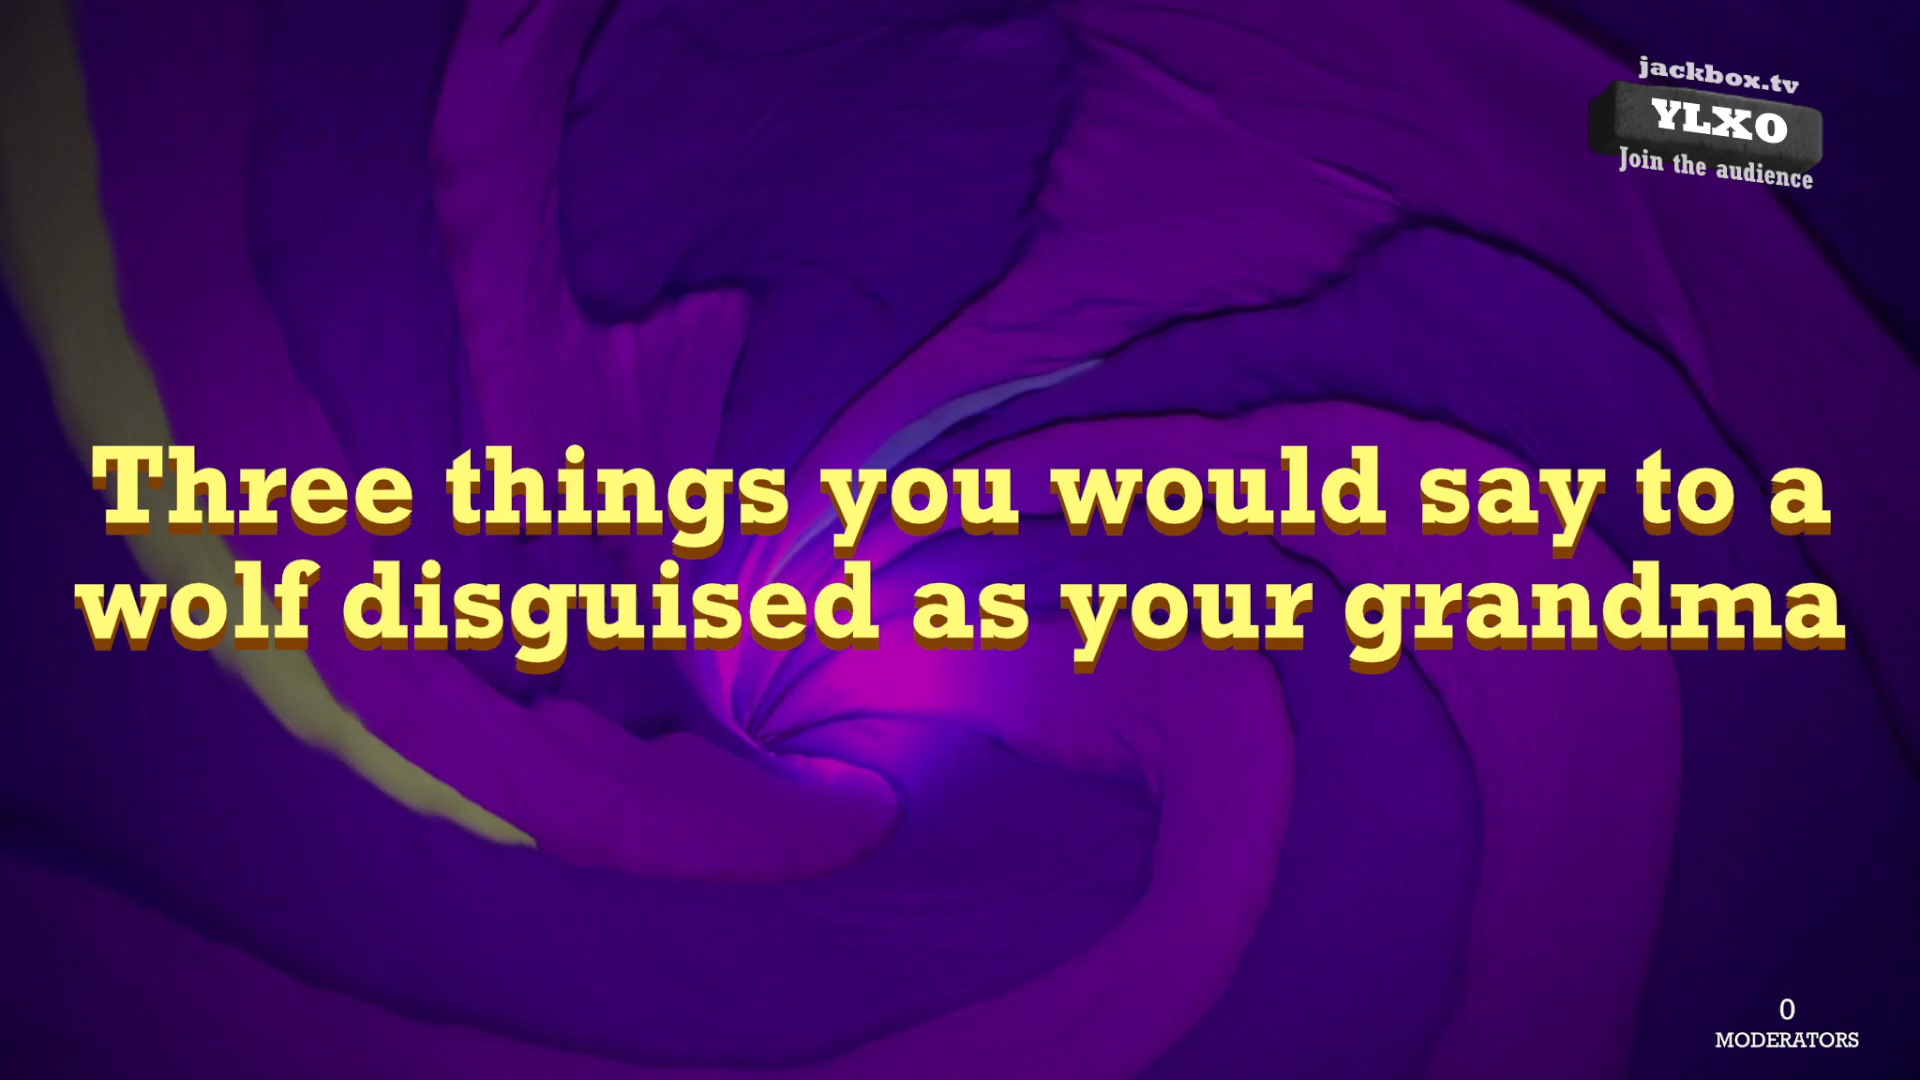 jackbox.tv
YLXO
Join the audience
Three things you would say to a
wolf disguised as your grandma
0
MODERATORS